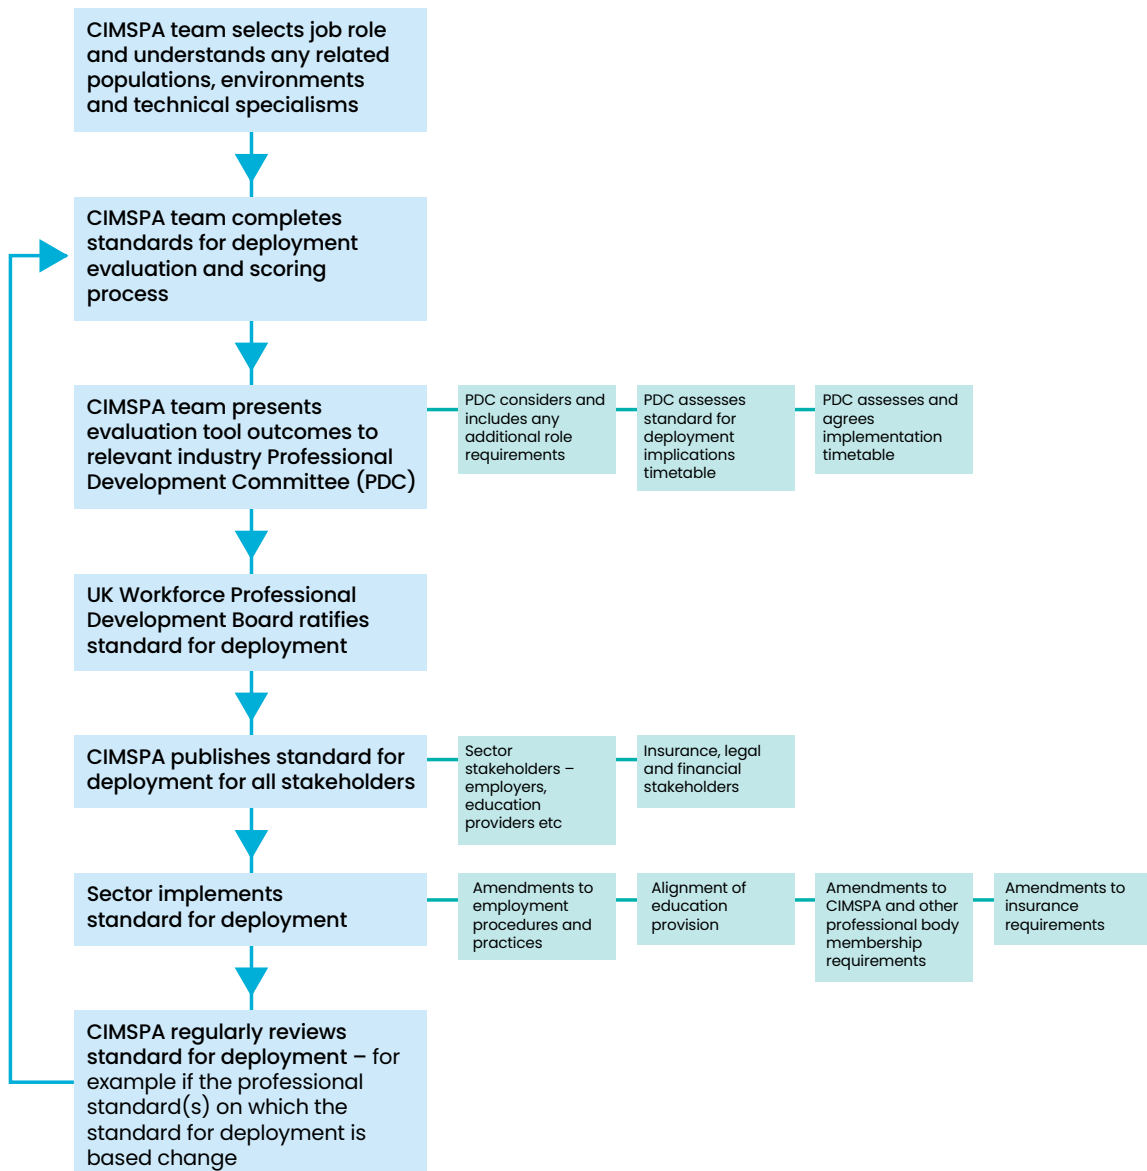 CIMSPA team selects job role
and understands any related
populations, environments
and technical specialisms
CIMSPA team completes
standards for deployment
evaluation and scoring
process
CIMSPA team presents
evaluation tool outcomes to
relevant industry Professional
Development Committee (PDC)
PDC considers and
includes any
additional role
requirements
PDC assesses
standard for
deployment
implications
timetable
PDC assesses and
agrees
implementation
timetable
UK Workforce Professional
Development Board ratifies
standard for deployment
CIMSPA publishes standard for
deployment for all stakeholders
Sector
stakeholders –
employers,
education
providers etc
Insurance, legal
and financial
stakeholders
Sector implements
standard for deployment
Amendments to
employment
procedures and
practices
Alignment of
education
provision
Amendments to
CIMSPA and other
professional body
membership
requirements
Amendments to
insurance
requirements
CIMSPA regularly reviews
standard for deployment – for
example if the professional
standard(s) on which the
standard for deployment is
based change